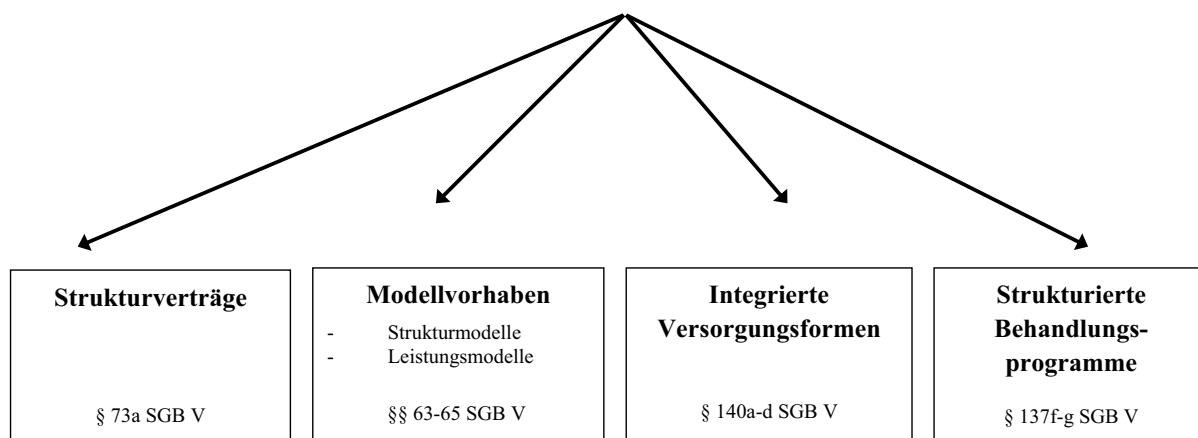 Strukturverträge
§ 73a SGB V
Modellvorhaben
- Strukturmodelle
- Leistungsmodelle
§§ 63-65 SGB V
Integrierte
Versorgungsformen
§ 140a-d SGB V
Strukturierte
Behandlungs-
programme
§ 137f-g SGB V